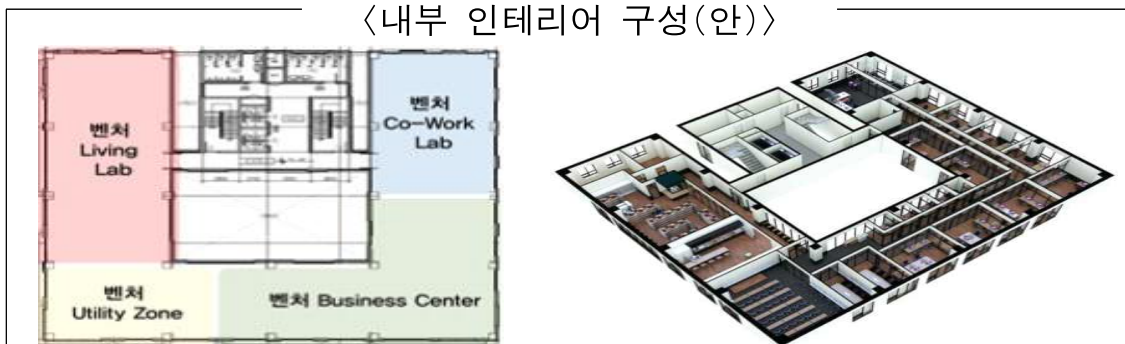 〈내부 인테리어 구성(안)〉
벤처
Living
Lab
벤처
Co-Work
Lab
벤처
Utility Zone
벤처 Business Center